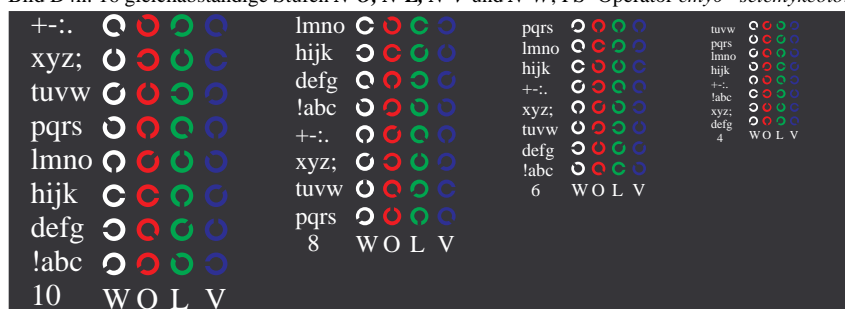 +-:.
xyz;
tuvw
pqrs
lmno
hijk
defg
!abc
10 W O L V
lmno
hijk
defg
!abc
+-:.
xyz;
tuvw
pqrs
8 W O L V
pqrs
lmno
hijk
+-:.
xyz;
tuvw
defg
!abc
6 W O L V
tuvw
pqrs
lmno
hijk
+-:.
!abc
xyz;
defg
4 W O L V